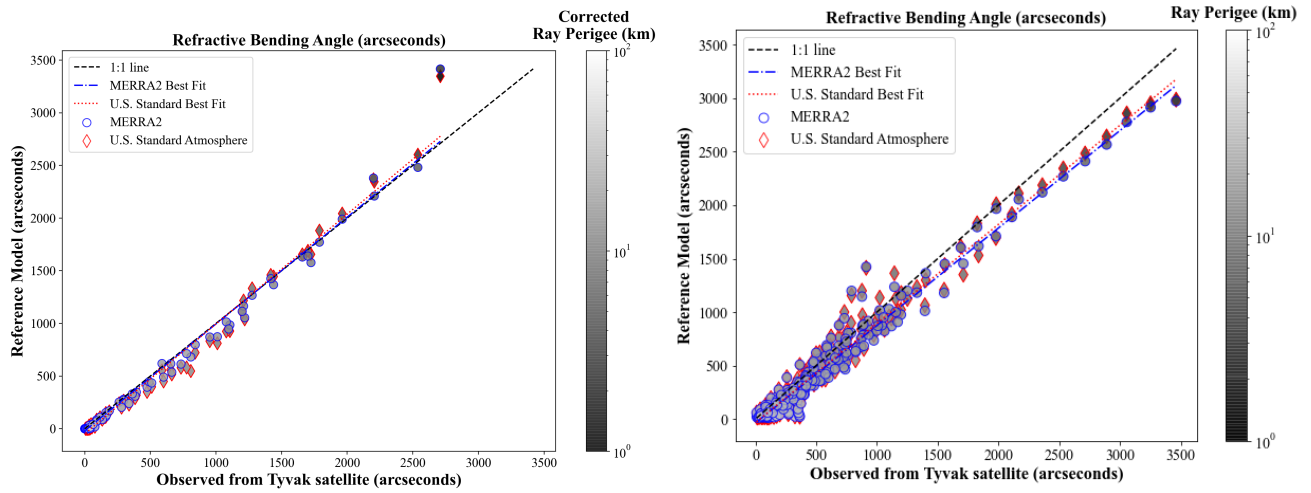 Corrected
Ray Perigee (km)
Refractive Bending Angle (arcseconds)
1:1 line
MERRA2 Best Fit
U.S. Standard Best Fit
MERRA2
U.S. Standard Atmosphere
3500
3000
2500
2000
1500
1000
500
0
Reference Model (arcseconds)
0 500 1000 1500 2000 2500 3000 3500
Observed from Tyvak satellite (arcseconds)
10²
10¹
10⁰
Ray Perigee (km)
Refractive Bending Angle (arcseconds)
1:1 line
MERRA2 Best Fit
U.S. Standard Best Fit
MERRA2
U.S. Standard Atmosphere
3500
3000
2500
2000
1500
1000
500
0
Reference Model (arcseconds)
0 500 1000 1500 2000 2500 3000 3500
Observed from Tyvak satellite (arcseconds)
10²
10¹
10⁰